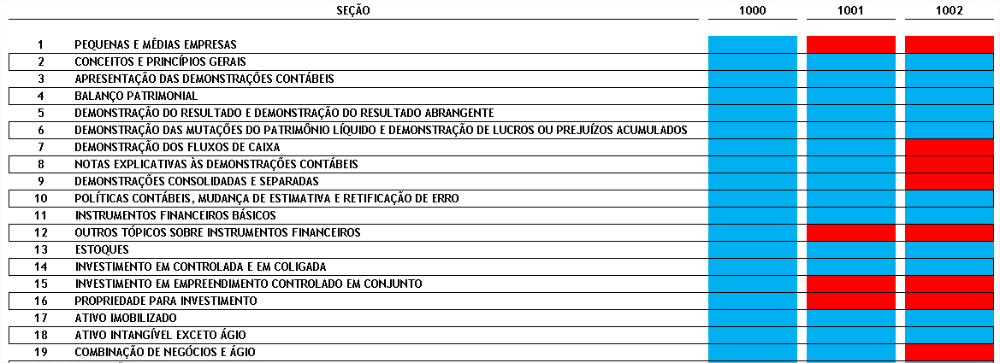 SEÇÃO 1000 1001 1002
1 PEQUENAS E MÉDIAS EMPRESAS
2 CONCEITOS E PRINCÍPIOS GERAIS
3 APRESENTAÇÃO DAS DEMONSTRAÇÕES CONTÁBEIS
4 BALANÇO PATRIMONIAL
5 DEMONSTRAÇÃO DO RESULTADO E DEMONSTRAÇÃO DO RESULTADO ABRANGENTE
6 DEMONSTRAÇÃO DAS MUTAÇÕES DO PATRIMÔNIO LÍQUIDO E DEMONSTRAÇÃO DE LUCROS OU PREJUÍZOS ACUMULADOS
7 DEMONSTRAÇÃO DOS FLUXOS DE CAIXA
8 NOTAS EXPLICATIVAS ÀS DEMONSTRAÇÕES CONTÁBEIS
9 DEMONSTRAÇÕES CONSOLIDADAS E SEPARADAS
10 POLÍTICAS CONTÁBEIS, MUDANÇA DE ESTIMATIVA E RETIFICAÇÃO DE ERRO
11 INSTRUMENTOS FINANCEIROS BÁSICOS
12 OUTROS TÓPICOS SOBRE INSTRUMENTOS FINANCEIROS
13 ESTOQUES
14 INVESTIMENTO EM CONTROLADA E EM COLIGADA
15 INVESTIMENTO EM EMPREENDIMENTO CONTROLADO EM CONJUNTO
16 PROPRIEDADE PARA INVESTIMENTO
17 ATIVO IMOBILIZADO
18 ATIVO INTANGÍVEL EXCETO ÁGIO
19 COMBINAÇÃO DE NEGÓCIOS E ÁGIO